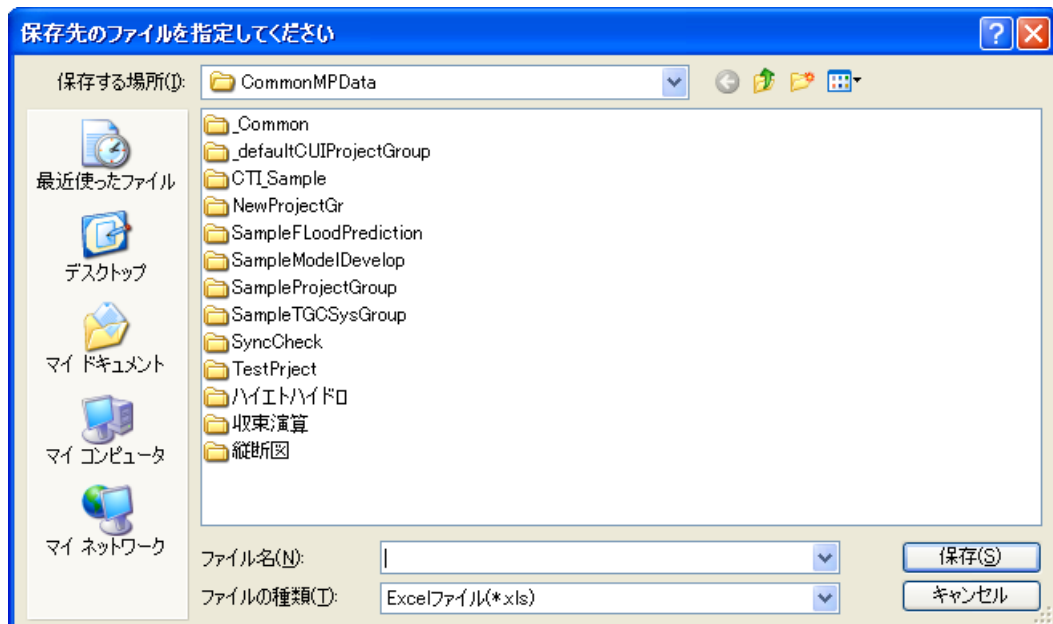 保存先のファイルを指定してください
保存する場所(I):
CommonMPData
最近使ったファイル
デスクトップ
マイ ドキュメント
マイ コンピュータ
マイ ネットワーク
_Common
_defaultCUIProjectGroup
CTI_Sample
NewProjectGr
SampleFLoodPrediction
SampleModelDevelop
SampleProjectGroup
SampleTGCSysGroup
SyncCheck
TestPrject
ハイエトハイドロ
収束演算
縦断図
ファイル名(N):
保存(S)
ファイルの種類(T):
Excelファイル(*.xls)
キャンセル